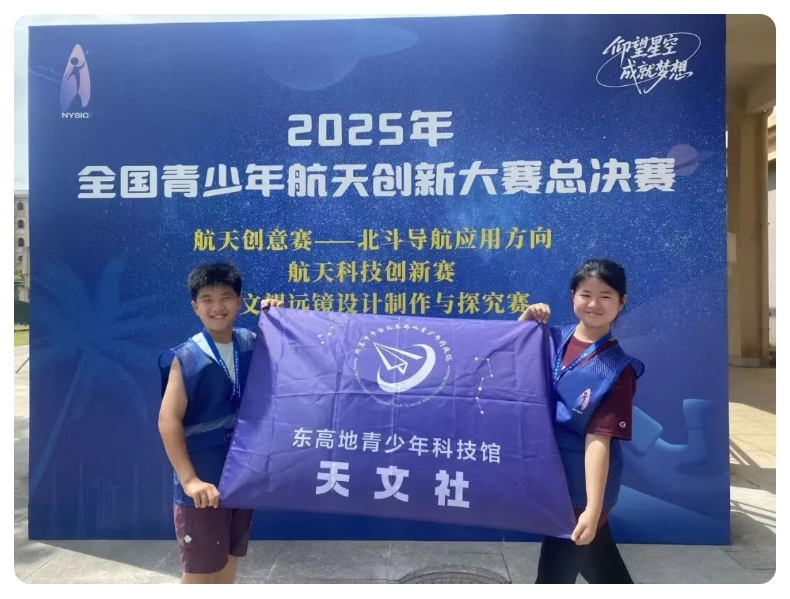 NYSIC
仰望星空
成就梦想
2025年
全国青少年航天创新大赛总决赛
航天创意赛——北斗导航应用方向
航天科技创新赛
文望远镜设计制作与探究赛
东高地青少年科技馆
天文社